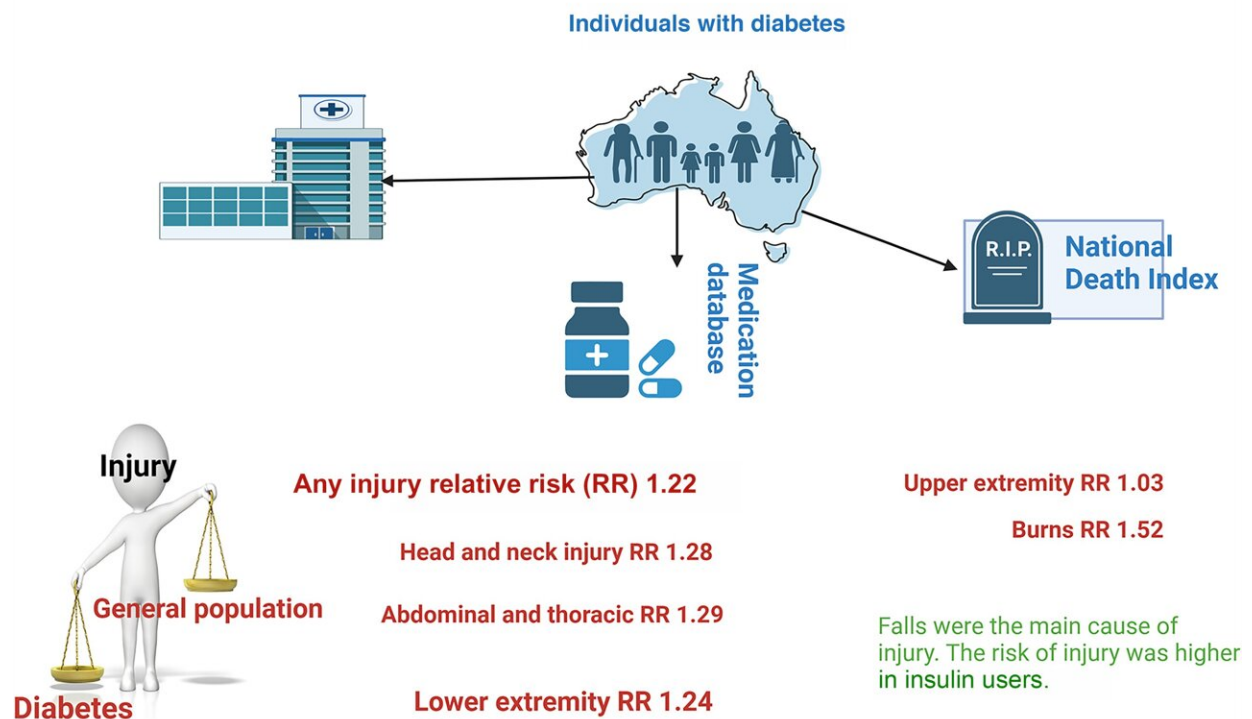 Individuals with diabetes
R.I.P.
National
Death Index
Medication
database
Injury
General population
Diabetes
Any injury relative risk (RR) 1.22
Head and neck injury RR 1.28
Abdominal and thoracic RR 1.29
Lower extremity RR 1.24
Upper extremity RR 1.03
Burns RR 1.52
Falls were the main cause of
injury. The risk of injury was higher
in insulin users.